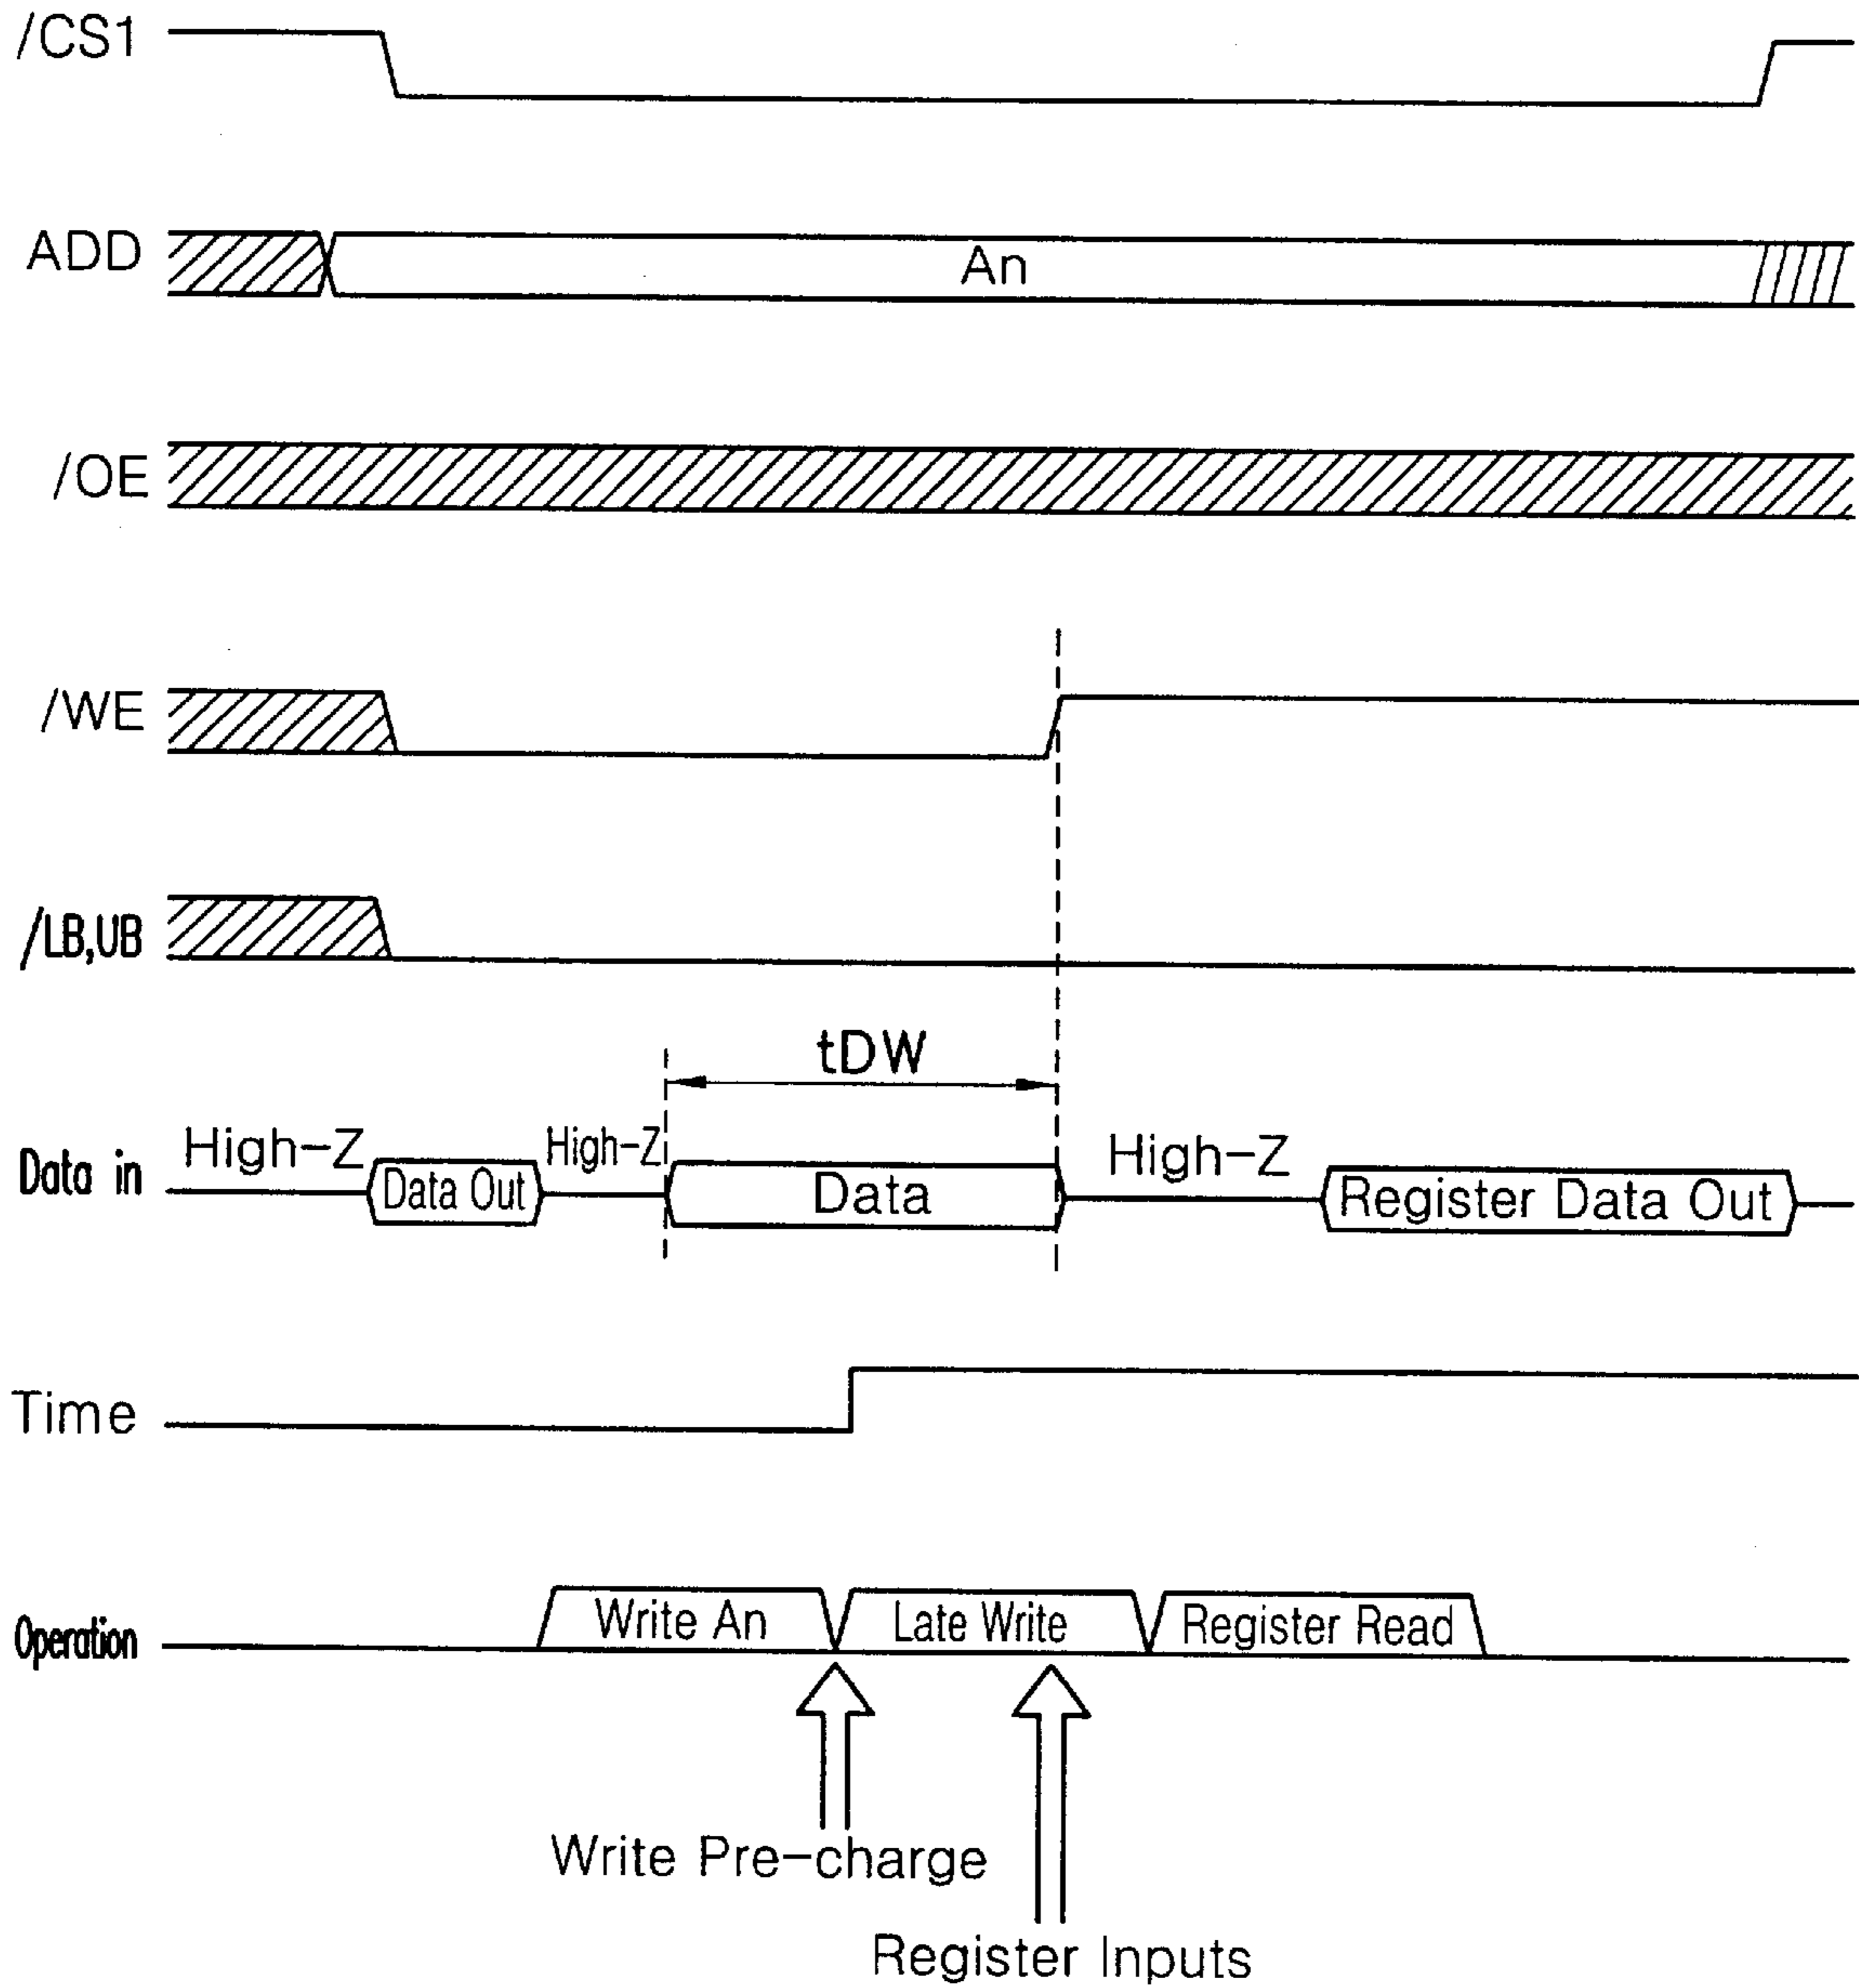 /CS1
ADD
An
/OE
/WE
/LB,UB
tDW
Data in
High-Z
Data Out
High-Z
Data
High-Z
Register Data Out
Time
Operation
Write An
Late Write
Register Read
Write Pre-charge
Register Inputs